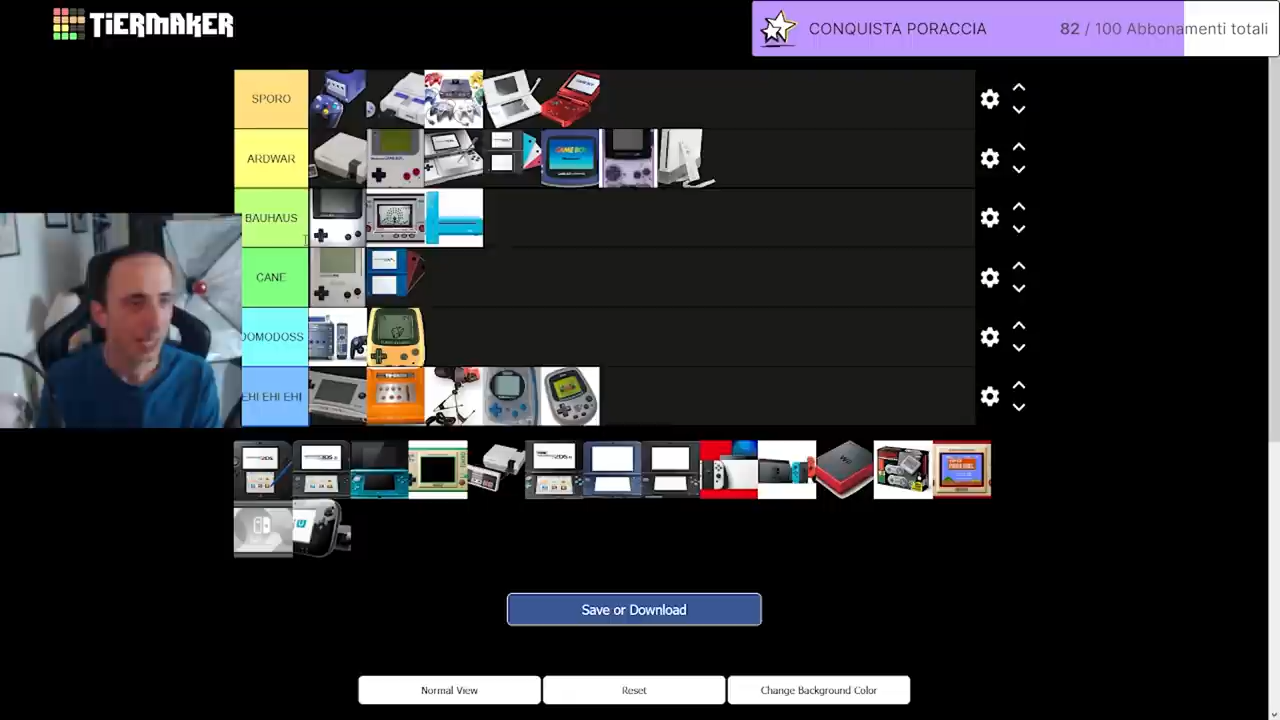 TIERMAKER
CONQUISTA PORACCIA 82 / 100 Abbonamenti totali
SPORO
ARDWAR
GAME BOY
BAUHAUS
CANE
DOMODOSS
EHI EHI EHI
Wii
U
Save or Download
Normal View Reset Change Background Color